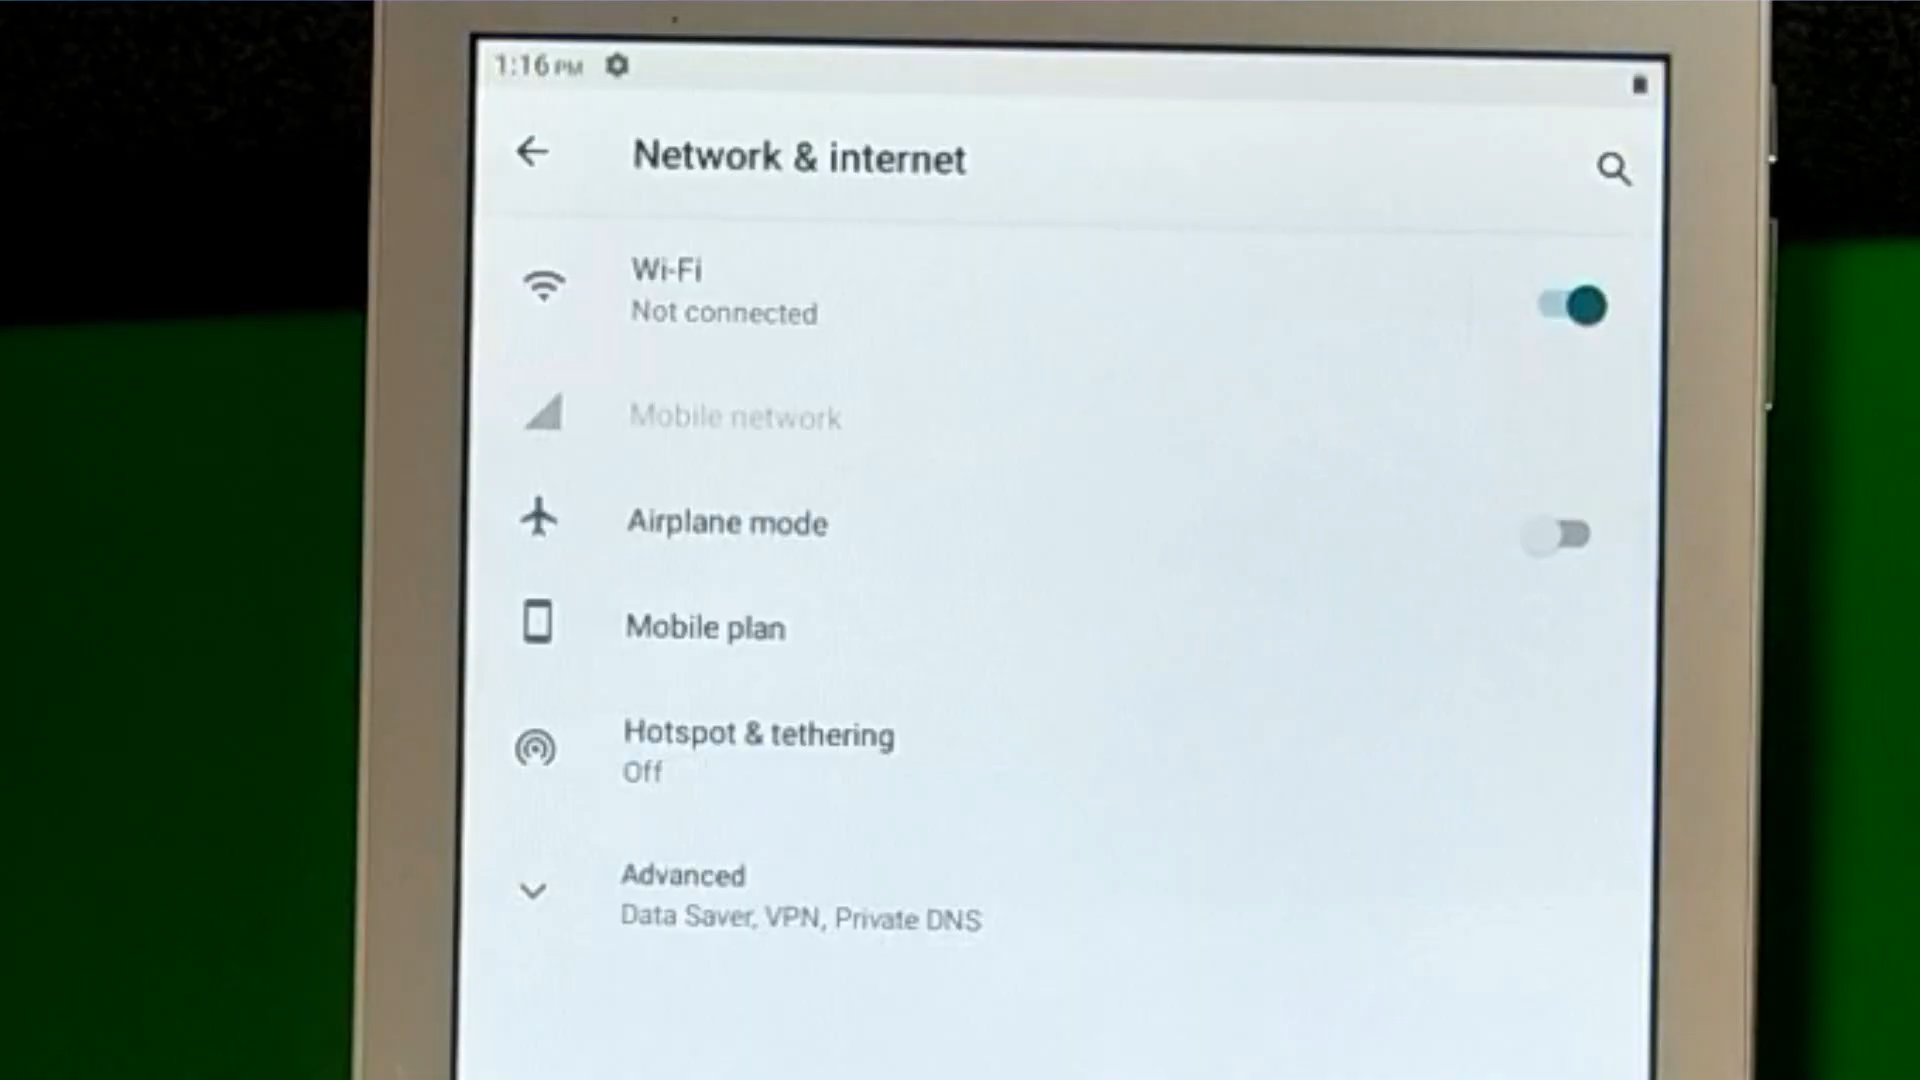 1:16 PM
Network & internet
Wi-Fi
Not connected
Mobile network
Airplane mode
Mobile plan
Hotspot & tethering
Off
Advanced
Data Saver, VPN, Private DNS